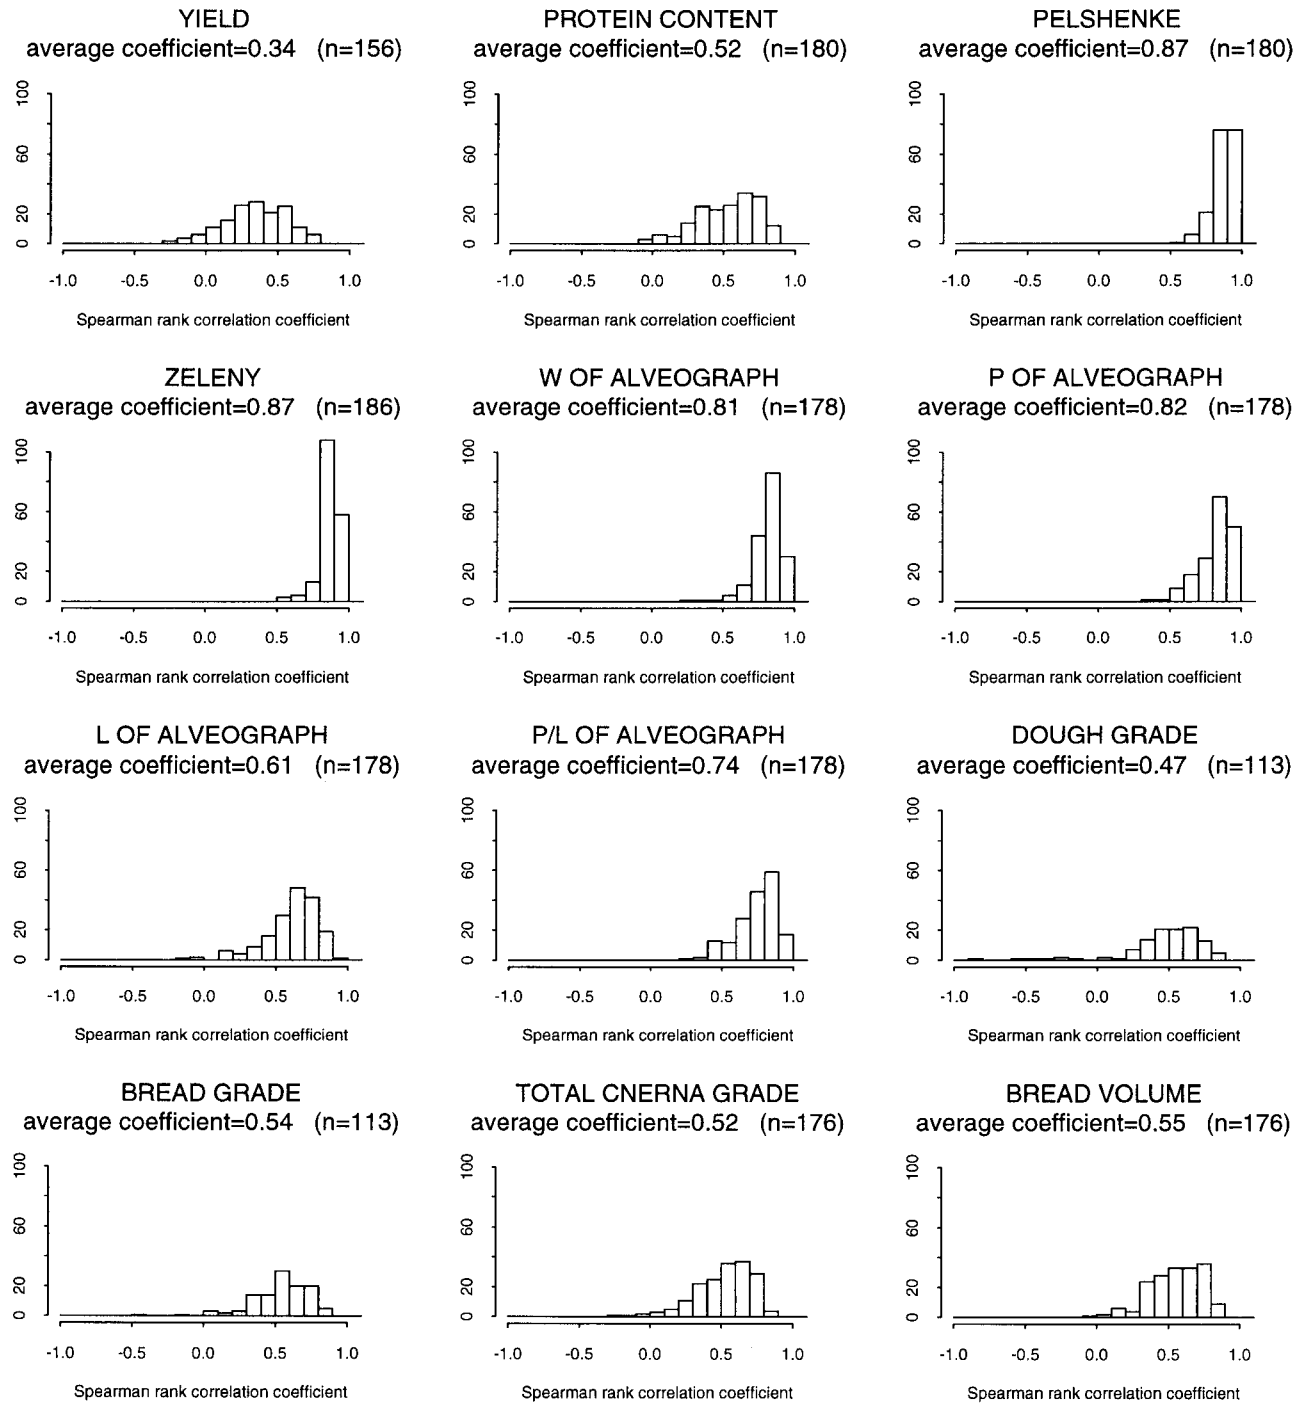 YIELD
average coefficient=0.34 (n=156)
100
60
20
0
-1.0 -0.5 0.0 0.5 1.0
Spearman rank correlation coefficient
PROTEIN CONTENT
average coefficient=0.52 (n=180)
100
60
20
0
-1.0 -0.5 0.0 0.5 1.0
Spearman rank correlation coefficient
PELSHENKE
average coefficient=0.87 (n=180)
100
60
20
0
-1.0 -0.5 0.0 0.5 1.0
Spearman rank correlation coefficient
ZELENY
average coefficient=0.87 (n=186)
100
60
20
0
-1.0 -0.5 0.0 0.5 1.0
Spearman rank correlation coefficient
W OF ALVEOGRAPH
average coefficient=0.81 (n=178)
100
60
20
0
-1.0 -0.5 0.0 0.5 1.0
Spearman rank correlation coefficient
P OF ALVEOGRAPH
average coefficient=0.82 (n=178)
100
60
20
0
-1.0 -0.5 0.0 0.5 1.0
Spearman rank correlation coefficient
L OF ALVEOGRAPH
average coefficient=0.61 (n=178)
100
60
20
0
-1.0 -0.5 0.0 0.5 1.0
Spearman rank correlation coefficient
P/L OF ALVEOGRAPH
average coefficient=0.74 (n=178)
100
60
20
0
-1.0 -0.5 0.0 0.5 1.0
Spearman rank correlation coefficient
DOUGH GRADE
average coefficient=0.47 (n=113)
100
60
20
0
-1.0 -0.5 0.0 0.5 1.0
Spearman rank correlation coefficient
BREAD GRADE
average coefficient=0.54 (n=113)
100
60
20
0
-1.0 -0.5 0.0 0.5 1.0
Spearman rank correlation coefficient
TOTAL CNERNA GRADE
average coefficient=0.52 (n=176)
100
60
20
0
-1.0 -0.5 0.0 0.5 1.0
Spearman rank correlation coefficient
BREAD VOLUME
average coefficient=0.55 (n=176)
100
60
20
0
-1.0 -0.5 0.0 0.5 1.0
Spearman rank correlation coefficient